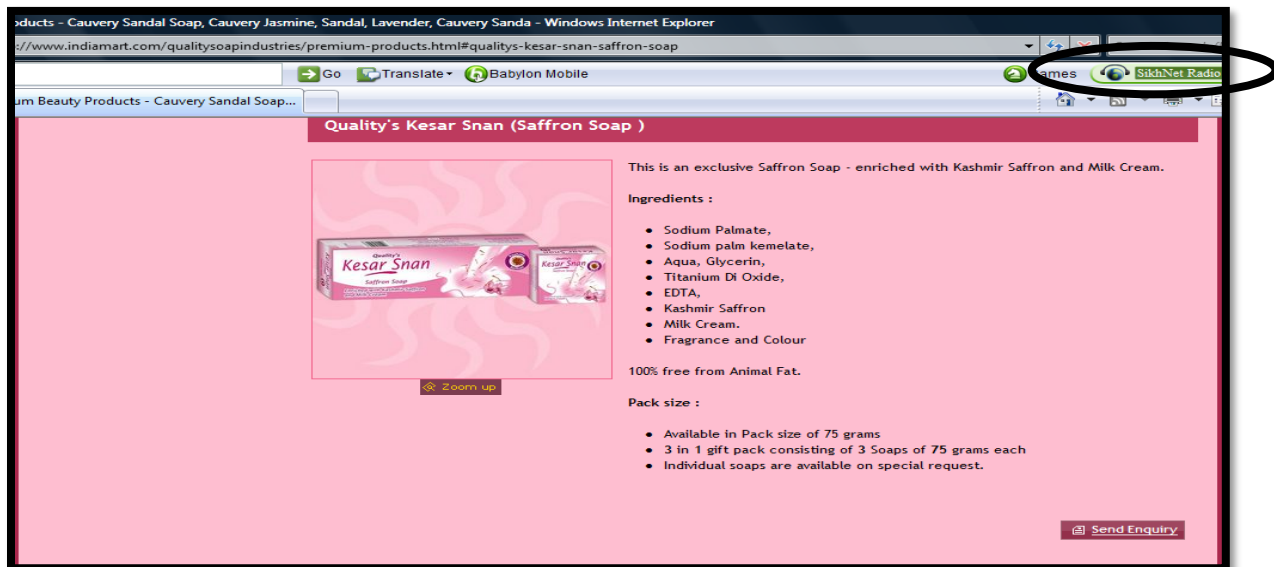 oducts - Cauvery Sandal Soap, Cauvery Jasmine, Sandal, Lavender, Cauvery Sanda - Windows Internet Explorer
://www.indiamart.com/qualitysoapindustries/premium-products.html#qualitys-kesar-snan-saffron-soap
Go Translate Babylon Mobile ames SikhNet Radio
um Beauty Products - Cauvery Sandal Soap...
Quality's Kesar Snan (Saffron Soap )
This is an exclusive Saffron Soap - enriched with Kashmir Saffron and Milk Cream.
Ingredients :
Sodium Palmate,
Sodium palm kemelate,
Aqua, Glycerin,
Titanium Di Oxide,
EDTA,
Kashmir Saffron
Milk Cream.
Fragrance and Colour
Quality's
Kesar Snan
Saffron Soap
Kesar Snan
Zoom up
100% free from Animal Fat.
Pack size :
Available in Pack size of 75 grams
3 in 1 gift pack consisting of 3 Soaps of 75 grams each
Individual soaps are available on special request.
Send Enquiry